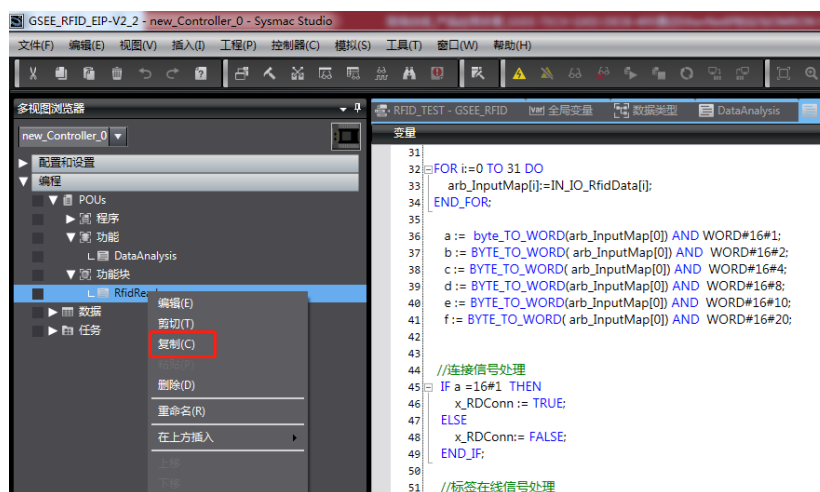 GSEE_RFID_EIP-V2_2 - new_Controller_0 - Sysmac Studio
文件(F) 编辑(E) 视图(V) 插入(I) 工程(P) 控制器(C) 模拟(S) 工具(T) 窗口(W) 帮助(H)
多视图浏览器
new_Controller_0
配置和设置
编程
POUs
程序
功能
DataAnalysis
功能块
RfidRe
数据
任务
编辑(E)
剪切(T)
复制(C)
粘贴(P)
删除(D)
重命名(R)
在上方插入
上移
下移
RFID_TEST - GSEE_RFID 全局变量 数据类型 DataAnalysis
变量
31
32 FOR i:=0 TO 31 DO
33 arb_InputMap[i]:=IN_IO_RfidData[i];
34 END_FOR;
35
36 a := byte_TO_WORD(arb_InputMap[0]) AND WORD#16#1;
37 b := BYTE_TO_WORD( arb_InputMap[0]) AND WORD#16#2;
38 c := BYTE_TO_WORD( arb_InputMap[0]) AND WORD#16#4;
39 d := BYTE_TO_WORD(arb_InputMap[0]) AND WORD#16#8;
40 e := BYTE_TO_WORD(arb_InputMap[0]) AND WORD#16#10;
41 f := BYTE_TO_WORD( arb_InputMap[0]) AND WORD#16#20;
42
43
44 //连接信号处理
45 IF a =16#1 THEN
46 x_RDConn := TRUE;
47 ELSE
48 x_RDConn:= FALSE;
49 END_IF;
50
51 //标签在线信号处理